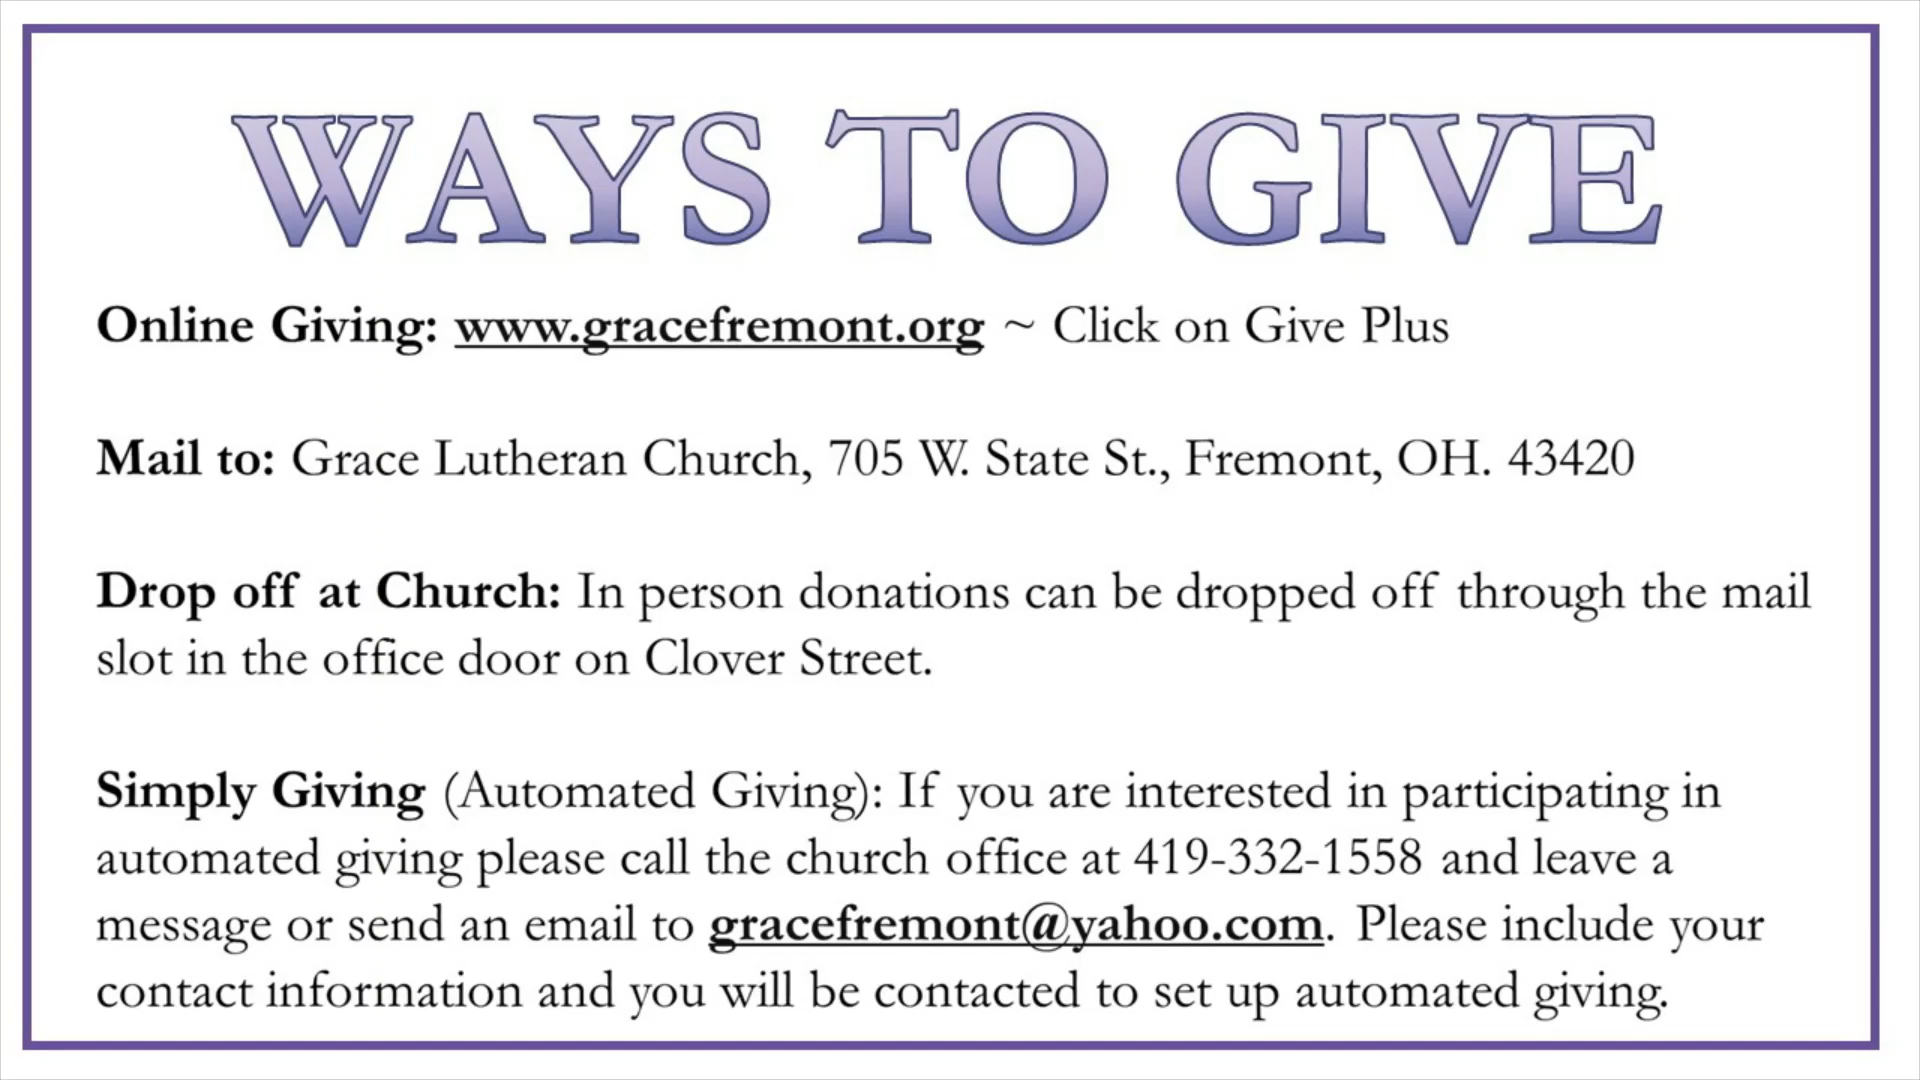 WAYS TO GIVE
Online Giving: www.gracefremont.org ~ Click on Give Plus
Mail to: Grace Lutheran Church, 705 W. State St., Fremont, OH. 43420
Drop off at Church: In person donations can be dropped off through the mail
slot in the office door on Clover Street.
Simply Giving (Automated Giving): If you are interested in participating in
automated giving please call the church office at 419-332-1558 and leave a
message or send an email to gracefremont@yahoo.com. Please include your
contact information and you will be contacted to set up automated giving.